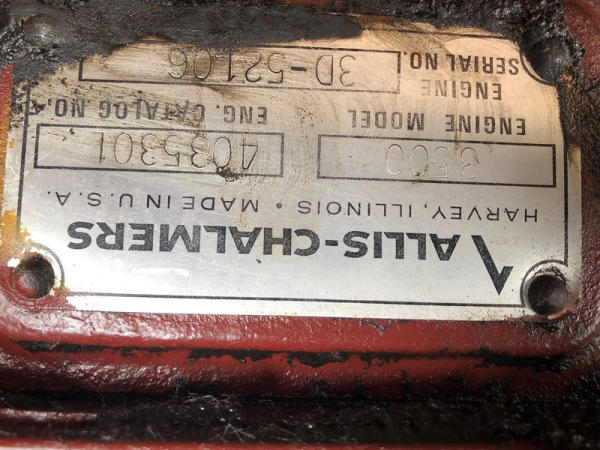 ALLIS-CHALMERS
HARVEY, ILLINOIS • MADE IN U.S.A.
3500 4035301
ENGINE MODEL ENG. CATALOG NO.
ENGINE
SERIAL NO. 3D-52106